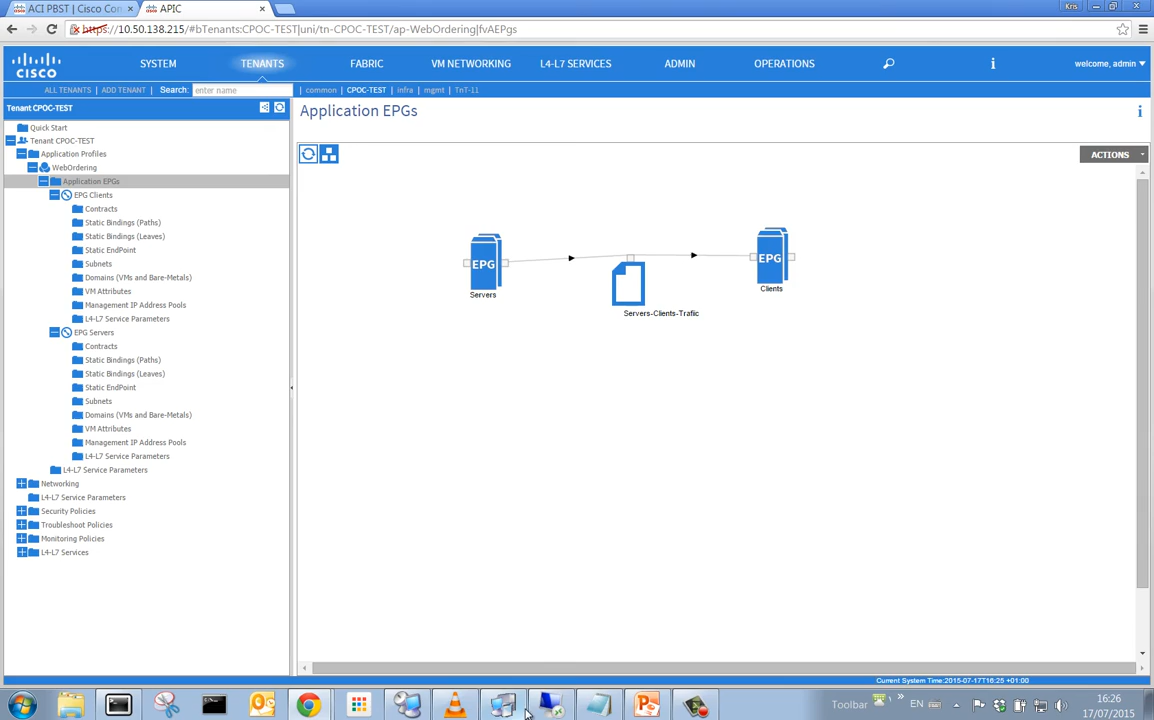 ACI PBST | Cisco Con
APIC
Kris
https://10.50.138.215/#bTenants:CPOC-TEST|uni/tn-CPOC-TEST/ap-WebOrdering|fvAEPgs
CISCO
SYSTEM
TENANTS
FABRIC
VM NETWORKING
L4-L7 SERVICES
ADMIN
OPERATIONS
i
welcome, admin
ALL TENANTS | ADD TENANT | Search: enter name | common | CPOC-TEST | infra | mgmt | TnT-11
Tenant CPOC-TEST
Quick Start
Tenant CPOC-TEST
Application Profiles
WebOrdering
Application EPGs
EPG Clients
Contracts
Static Bindings (Paths)
Static Bindings (Leaves)
Static EndPoint
Subnets
Domains (VMs and Bare-Metals)
VM Attributes
Management IP Address Pools
L4-L7 Service Parameters
EPG Servers
Contracts
Static Bindings (Paths)
Static Bindings (Leaves)
Static EndPoint
Subnets
Domains (VMs and Bare-Metals)
VM Attributes
Management IP Address Pools
L4-L7 Service Parameters
L4-L7 Service Parameters
Networking
L4-L7 Service Parameters
Security Policies
Troubleshoot Policies
Monitoring Policies
L4-L7 Services
Application EPGs
i
ACTIONS
EPG
Servers
Servers-Clients-Traffic
EPG
Clients
Current System Time:2015-07-17T16:25 +01:00
Toolbar
EN
16:26
17/07/2015